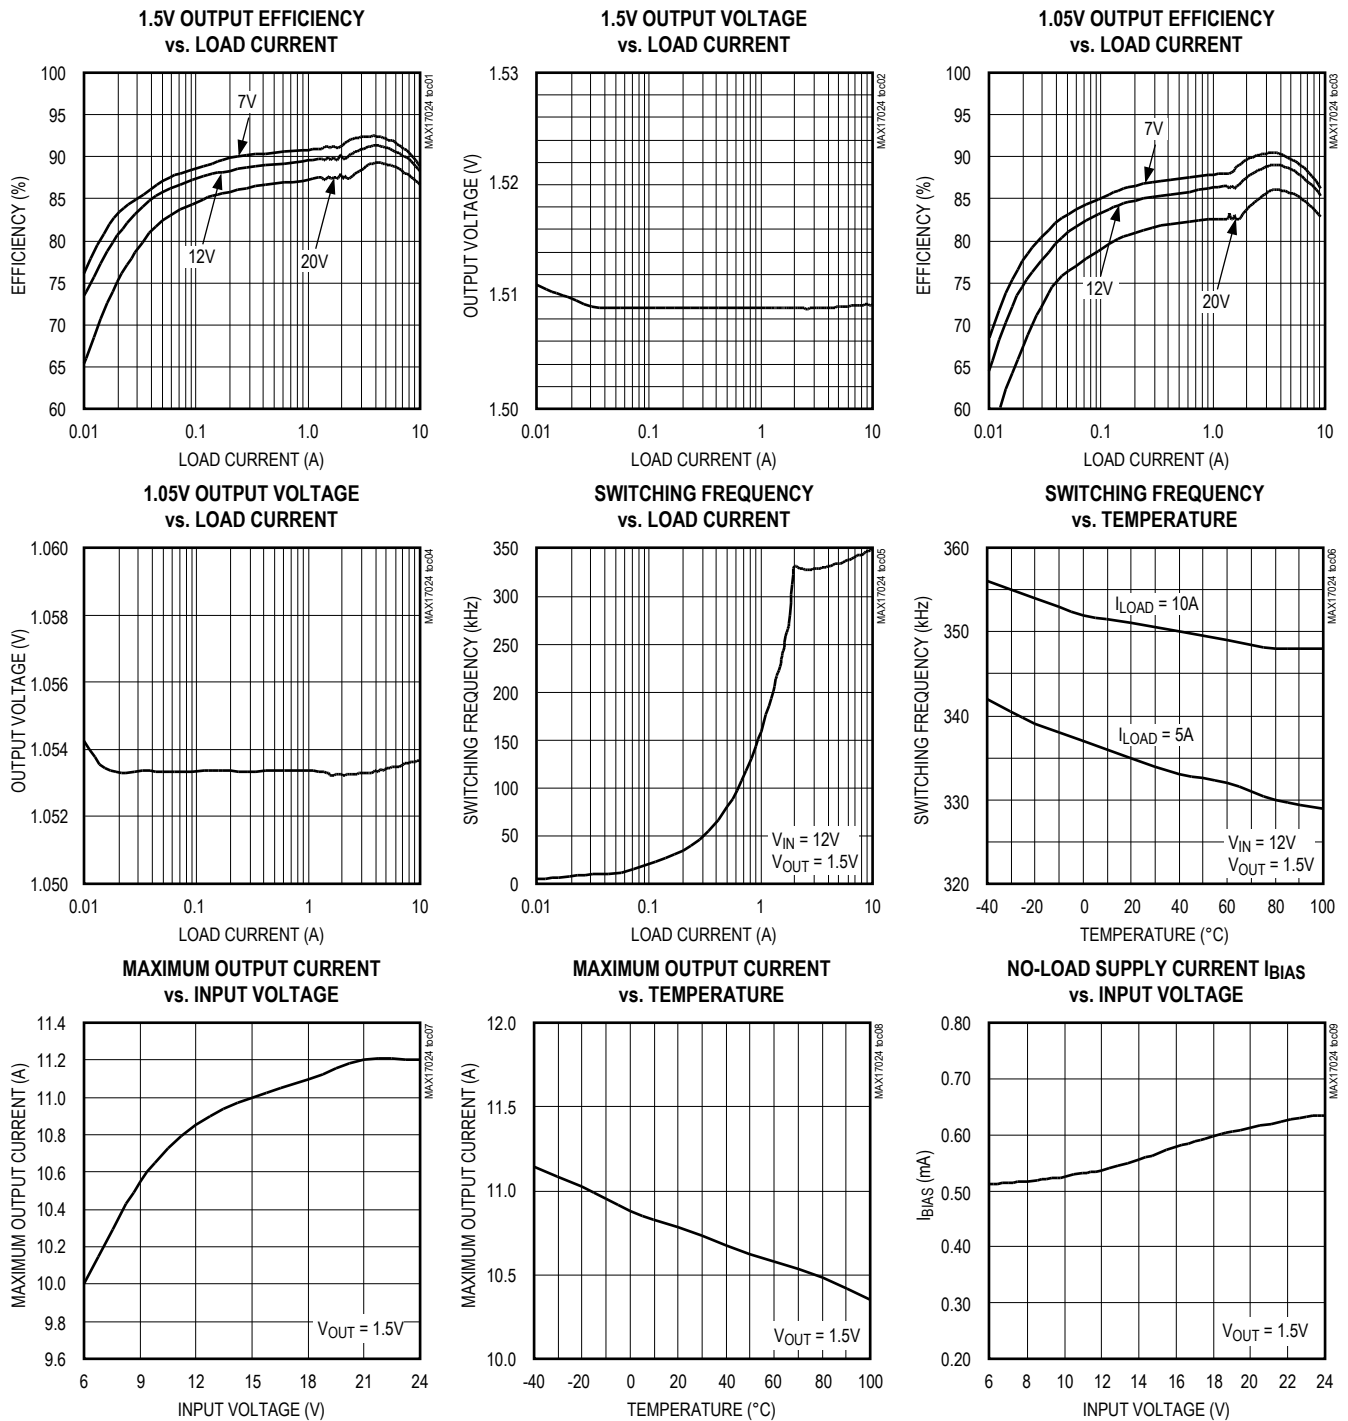 1.5V OUTPUT EFFICIENCY
vs. LOAD CURRENT
100
95
90
85
80
75
70
65
60
EFFICIENCY (%)
7V
12V
20V
MAX17024 toc01
0.01
0.1
1.0
10
LOAD CURRENT (A)
1.5V OUTPUT VOLTAGE
vs. LOAD CURRENT
1.53
1.52
1.51
1.50
OUTPUT VOLTAGE (V)
MAX17024 toc02
0.01
0.1
1
10
LOAD CURRENT (A)
1.05V OUTPUT EFFICIENCY
vs. LOAD CURRENT
100
95
90
85
80
75
70
65
60
EFFICIENCY (%)
7V
12V
20V
MAX17024 toc03
0.01
0.1
1.0
10
LOAD CURRENT (A)
1.05V OUTPUT VOLTAGE
vs. LOAD CURRENT
1.060
1.058
1.056
1.054
1.052
1.050
OUTPUT VOLTAGE (V)
MAX17024 toc04
0.01
0.1
1
10
LOAD CURRENT (A)
SWITCHING FREQUENCY
vs. LOAD CURRENT
350
300
250
200
150
100
50
0
SWITCHING FREQUENCY (kHz)
MAX17024 toc05
VIN = 12V
VOUT = 1.5V
0.01
0.1
1
10
LOAD CURRENT (A)
SWITCHING FREQUENCY
vs. TEMPERATURE
360
350
340
330
320
SWITCHING FREQUENCY (kHz)
ILOAD = 10A
ILOAD = 5A
MAX17024 toc06
VIN = 12V
VOUT = 1.5V
-40
-20
0
20
40
60
80
100
TEMPERATURE (°C)
MAXIMUM OUTPUT CURRENT
vs. INPUT VOLTAGE
11.4
11.2
11.0
10.8
10.6
10.4
10.2
10.0
9.8
9.6
MAXIMUM OUTPUT CURRENT (A)
MAX17024 toc07
VOUT = 1.5V
6
9
12
15
18
21
24
INPUT VOLTAGE (V)
MAXIMUM OUTPUT CURRENT
vs. TEMPERATURE
12.0
11.5
11.0
10.5
10.0
MAXIMUM OUTPUT CURRENT (A)
MAX17024 toc08
VOUT = 1.5V
-40
-20
0
20
40
60
80
100
TEMPERATURE (°C)
NO-LOAD SUPPLY CURRENT IBIAS
vs. INPUT VOLTAGE
0.80
0.70
0.60
0.50
0.40
0.30
0.20
IBIAS (mA)
MAX17024 toc09
VOUT = 1.5V
6
8
10
12
14
16
18
20
22
24
INPUT VOLTAGE (V)